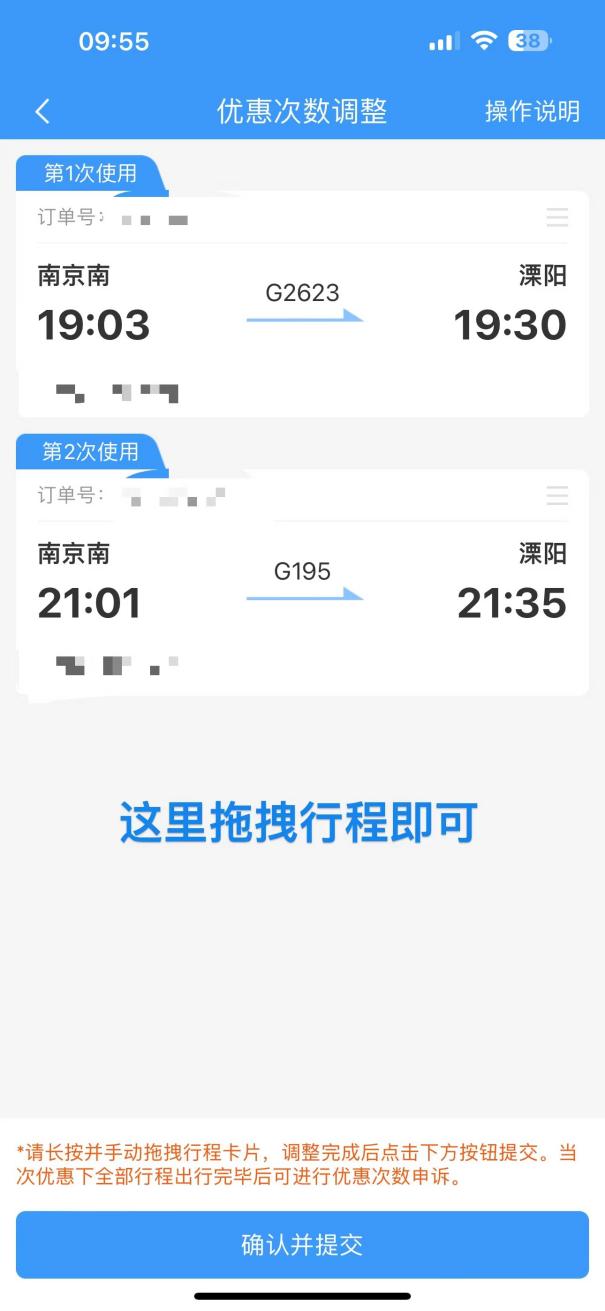 09:55
38
优惠次数调整
操作说明
第1次使用
订单号:
南京南
G2623
溧阳
19:03
19:30
第2次使用
订单号:
南京南
G195
溧阳
21:01
21:35
这里拖拽行程即可
*请长按并手动拖拽行程卡片，调整完成后点击下方按钮提交。当
次优惠下全部行程出行完毕后可进行优惠次数申诉。
确认并提交